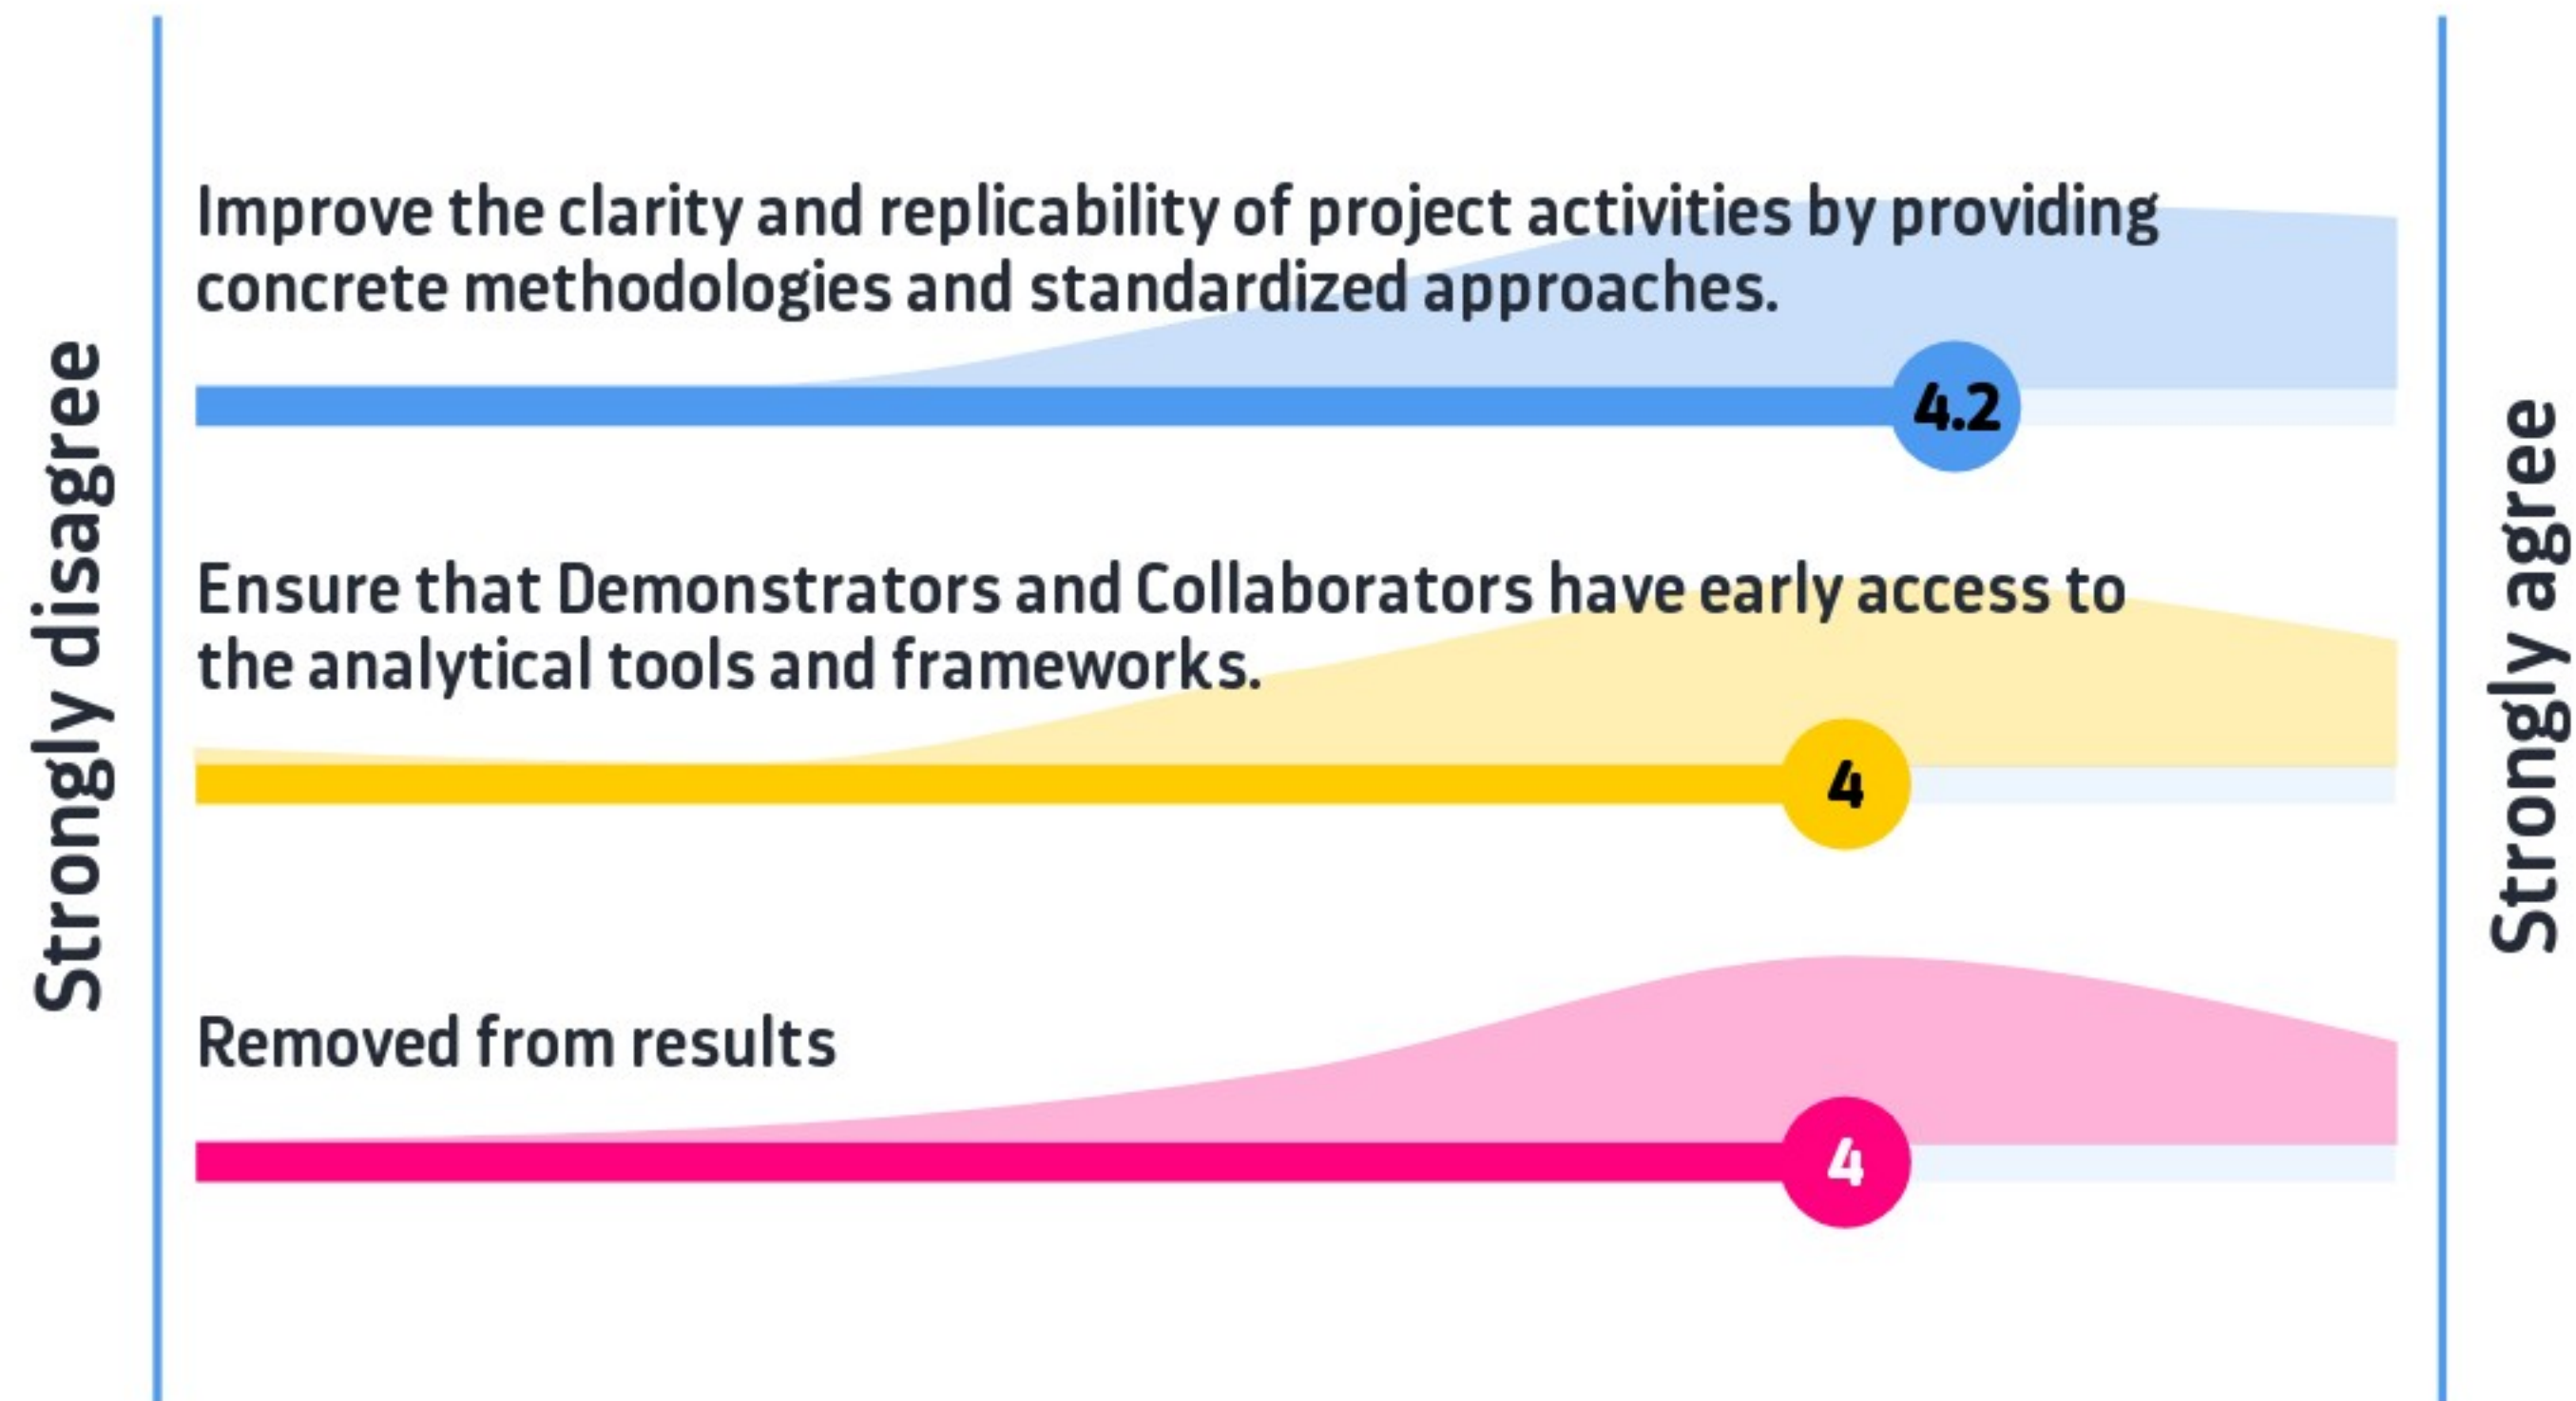 Strongly disagree
Improve the clarity and replicability of project activities by providing
concrete methodologies and standardized approaches.
4.2
Ensure that Demonstrators and Collaborators have early access to
the analytical tools and frameworks.
4
Removed from results
4
Strongly agree